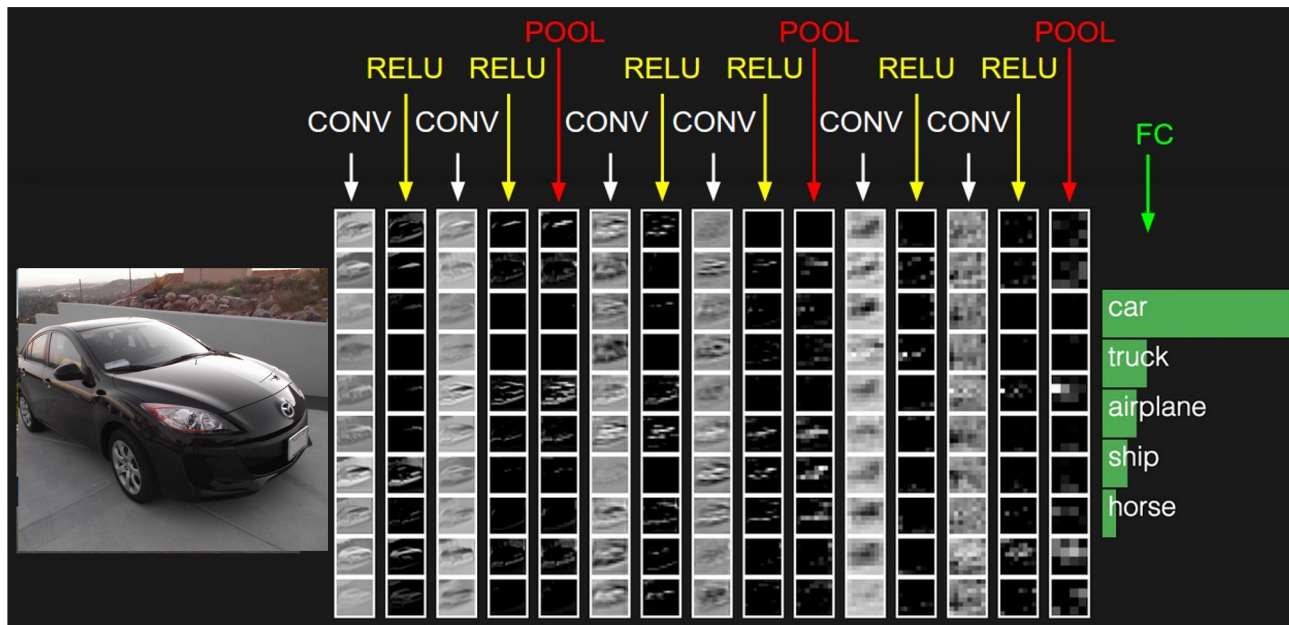 POOL POOL POOL
RELU RELU RELU RELU RELU RELU
CONV CONV CONV CONV CONV CONV
FC
car
truck
airplane
ship
horse